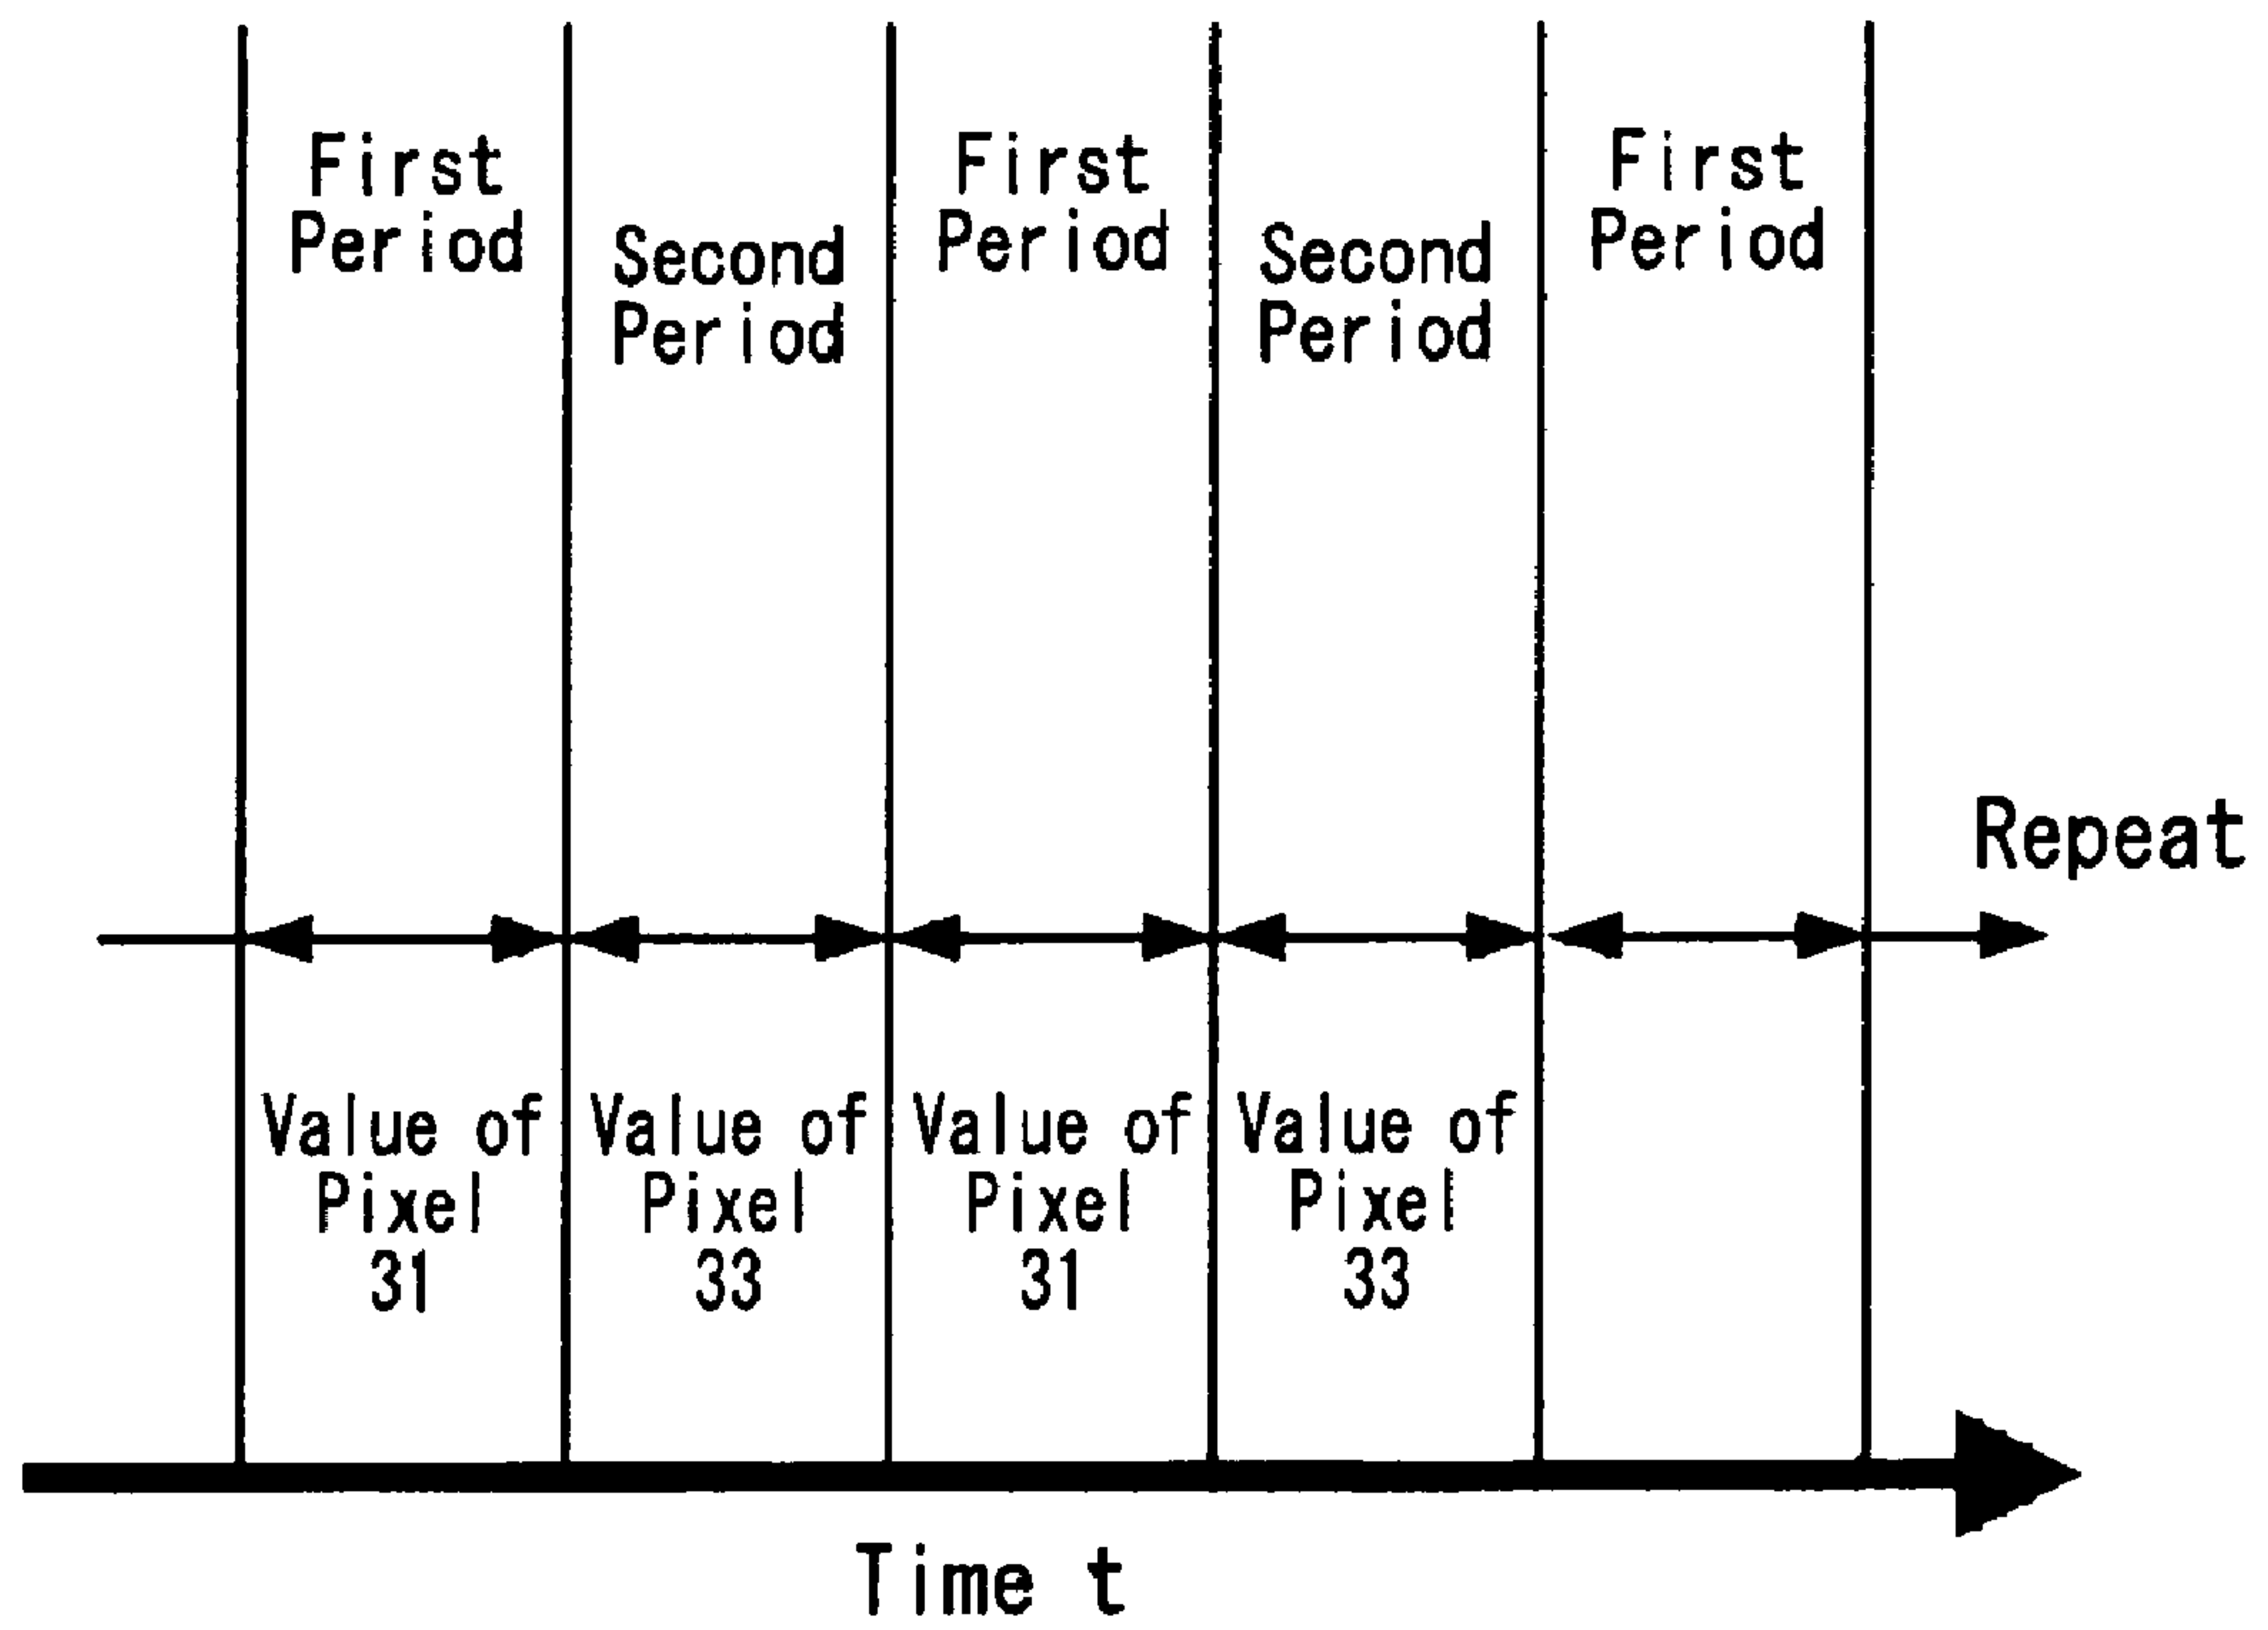 First
Period
Second
Period
First
Period
Second
Period
First
Period
Repeat
Value of
Pixel
31
Value of
Pixel
33
Value of
Pixel
31
Value of
Pixel
33
Time t